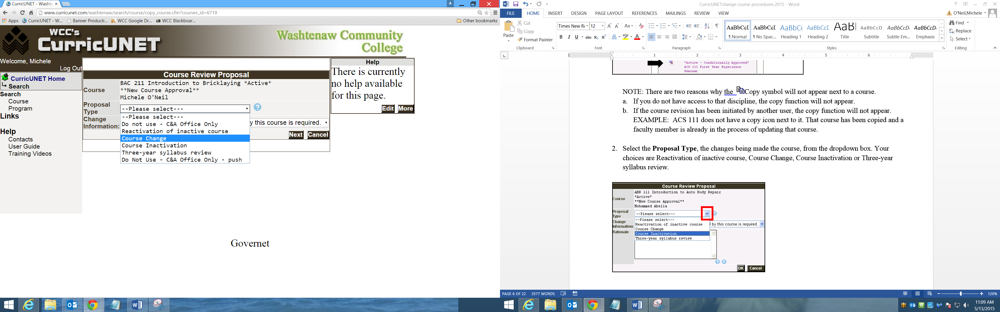 CurricUNET - Washte
www.curricunet.com/washtenaw/search/course/copy_course.cfm?courses_id=6719
Apps CurricUNET - W... Banner Producti... WCC Google Dr... WCC Blackboar... Other bookmarks
WCC's
CurricUNET
Washtenaw Community
College
Welcome, Michele
Log Out
CurricUNET Home
Search
Search
Course
Program
Links
Help
Contacts
User Guide
Training Videos
Course Review Proposal
Course
BAC 211 Introduction to Bricklaying *Active*
**New Course Approval**
Michele O'Neil
Proposal
Type
--Please select---
--Please select---
Do not use - C&A Office Only
Reactivation of inactive course
Course Change
Course Inactivation
Three-year syllabus review
Do Not Use - C&A Office Only - push
Change
Information:
y this course is required.
Next Cancel
Help
There is currently
no help available
for this page.
Edit More
Governet
CurricUNETchange course procedures 2015 - Word
FILE HOME INSERT DESIGN PAGE LAYOUT REFERENCES MAILINGS REVIEW VIEW
O'Neil,Michele
Paste
Cut
Copy
Format Painter
Clipboard
Times New R 12
B I U abc x₂ x²
Font
Paragraph
AaBbCcI AaBbCcI AaBbC AaBbCcE AaB AaBbCcD AaBbCcD AaBbCcL
¶ Normal ¶ No Spac... Heading 1 Heading 2 Title Subtitle Subtle Em... Emphasis
Styles
Find
Replace
Select
Editing
1 1 2 3 4 5 6
*Active - Conditionally Approved*
ACS 111 First Year Experience
Seminar
NOTE: There are two reasons why the Copy symbol will not appear next to a course.
a. If you do not have access to that discipline, the copy function will not appear.
b. If the course revision has been initiated by another user, the copy function will not appear.
EXAMPLE: ACS 111 does not have a copy icon next to it. That course has been copied and a
faculty member is already in the process of updating that course.
2. Select the Proposal Type, the changes being made the course, from the dropdown box. Your
choices are Reactivation of inactive course, Course Change, Course Inactivation or Three-year
syllabus review.
Course Review Proposal
Course
ABR 111 Introduction to Auto Body Repair
*Active*
**New Course Approval**
Mohammed Abella
Proposal
Type
--Please select---
--Please select---
Reactivation of inactive course
Course Change
Course Inactivation
Three-year syllabus review
Change
Information:
l by this course is required.
Rationale
OK Cancel
PAGE 6 OF 22 3577 WORDS
120%
11:09 AM
5/13/2015